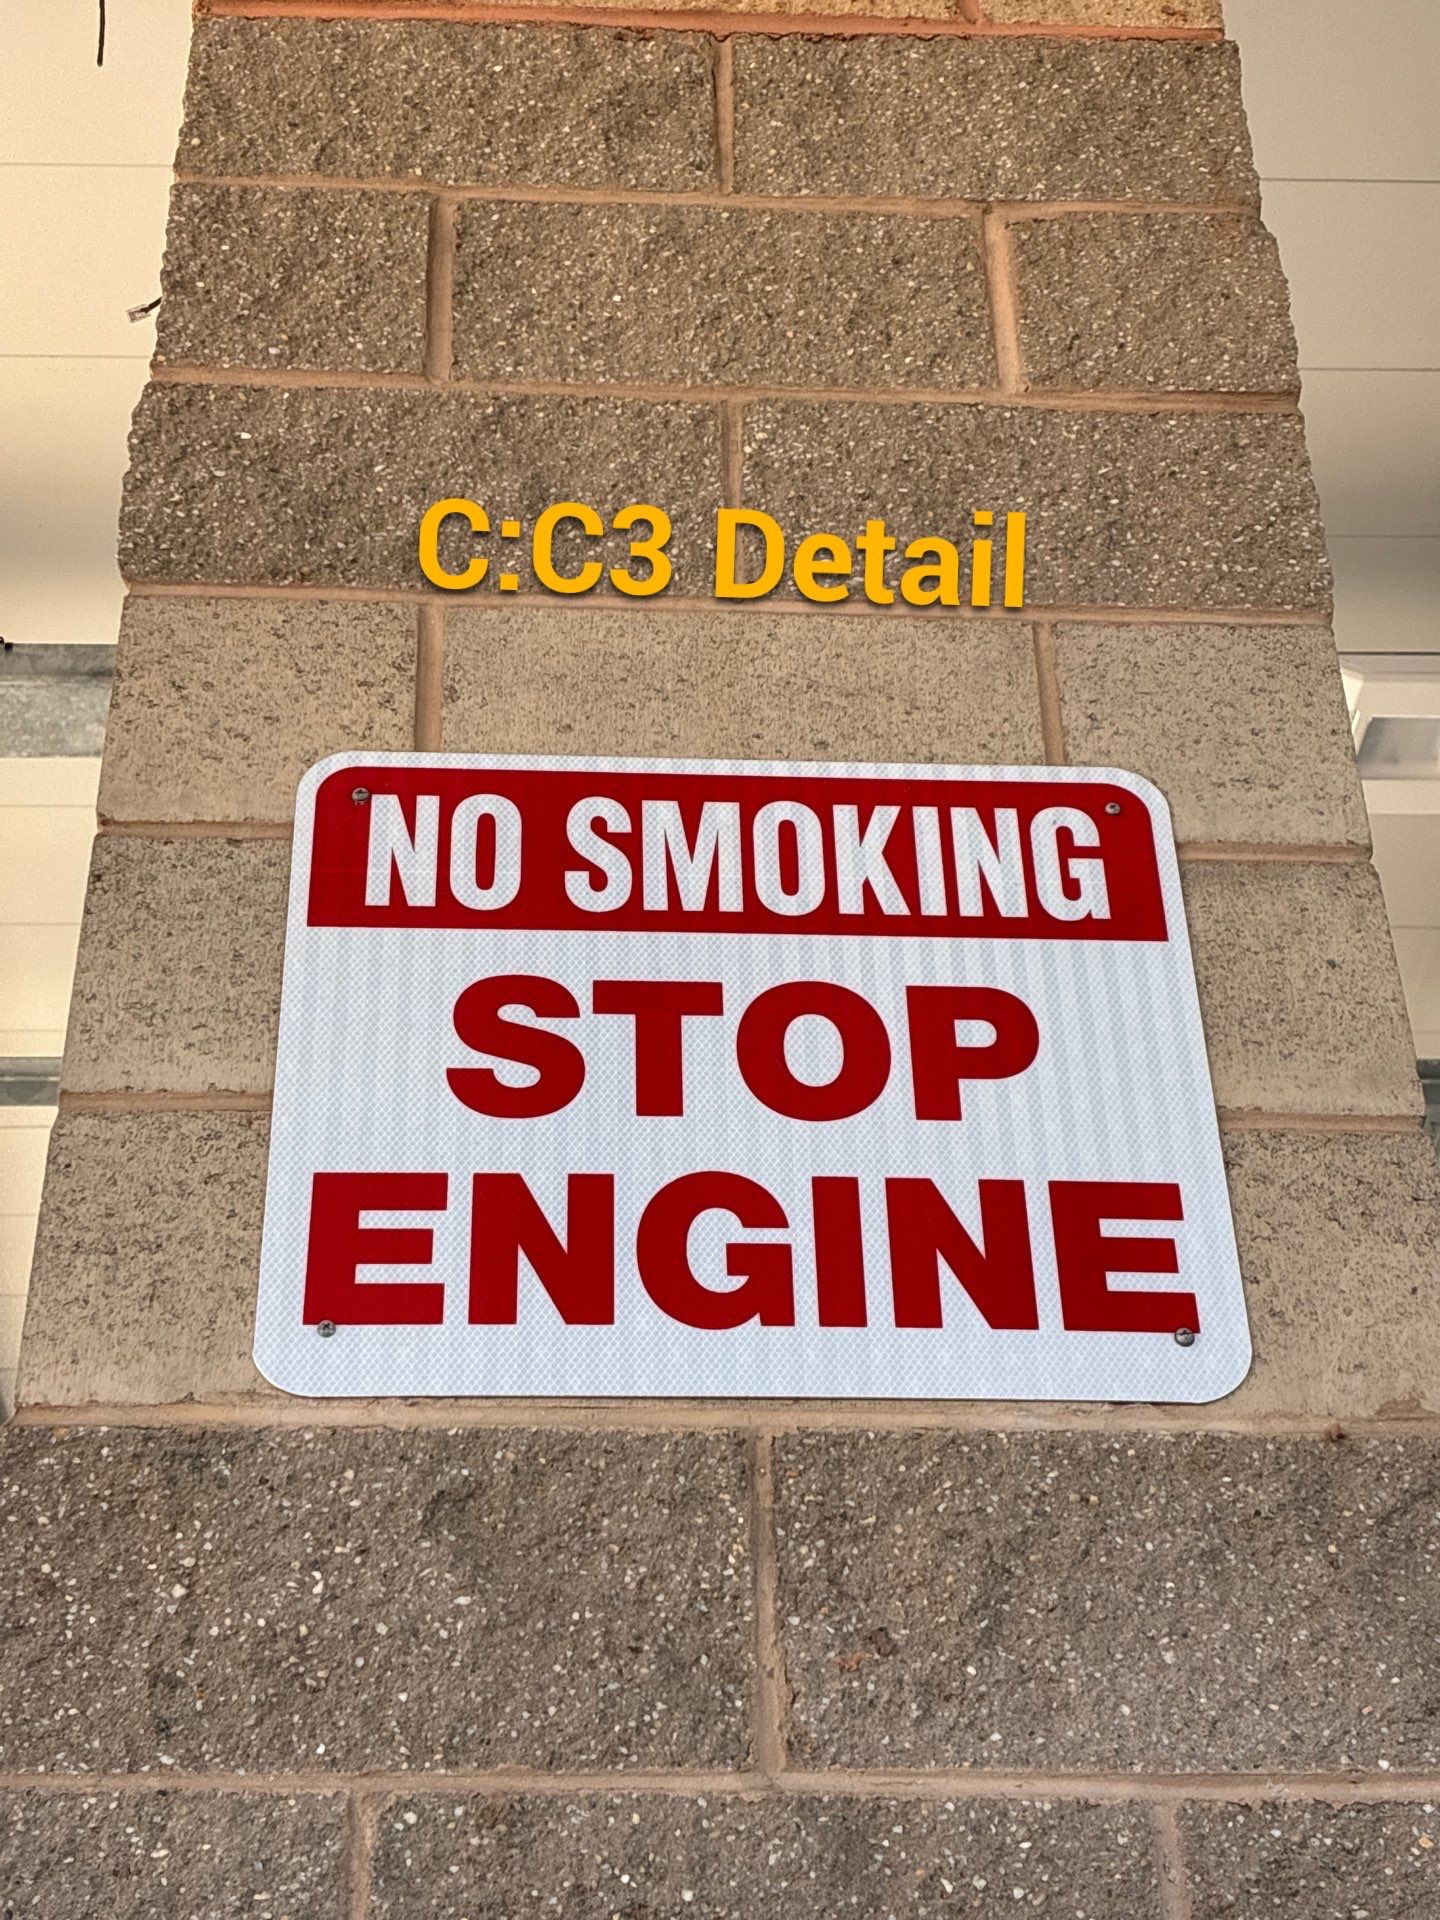 C:C3 Detail
NO SMOKING
STOP
ENGINE